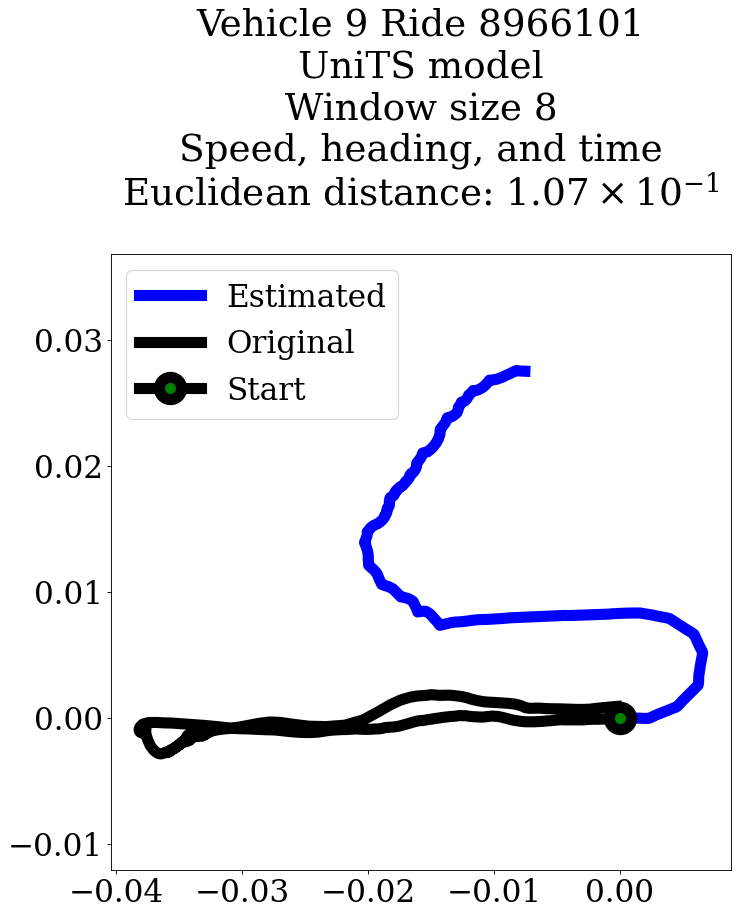 Vehicle 9 Ride 8966101
UniTS model
Window size 8
Speed, heading, and time
Euclidean distance: 1.07 × 10⁻¹
Estimated
Original
Start
0.03
0.02
0.01
0.00
−0.01
−0.04
−0.03
−0.02
−0.01
0.00